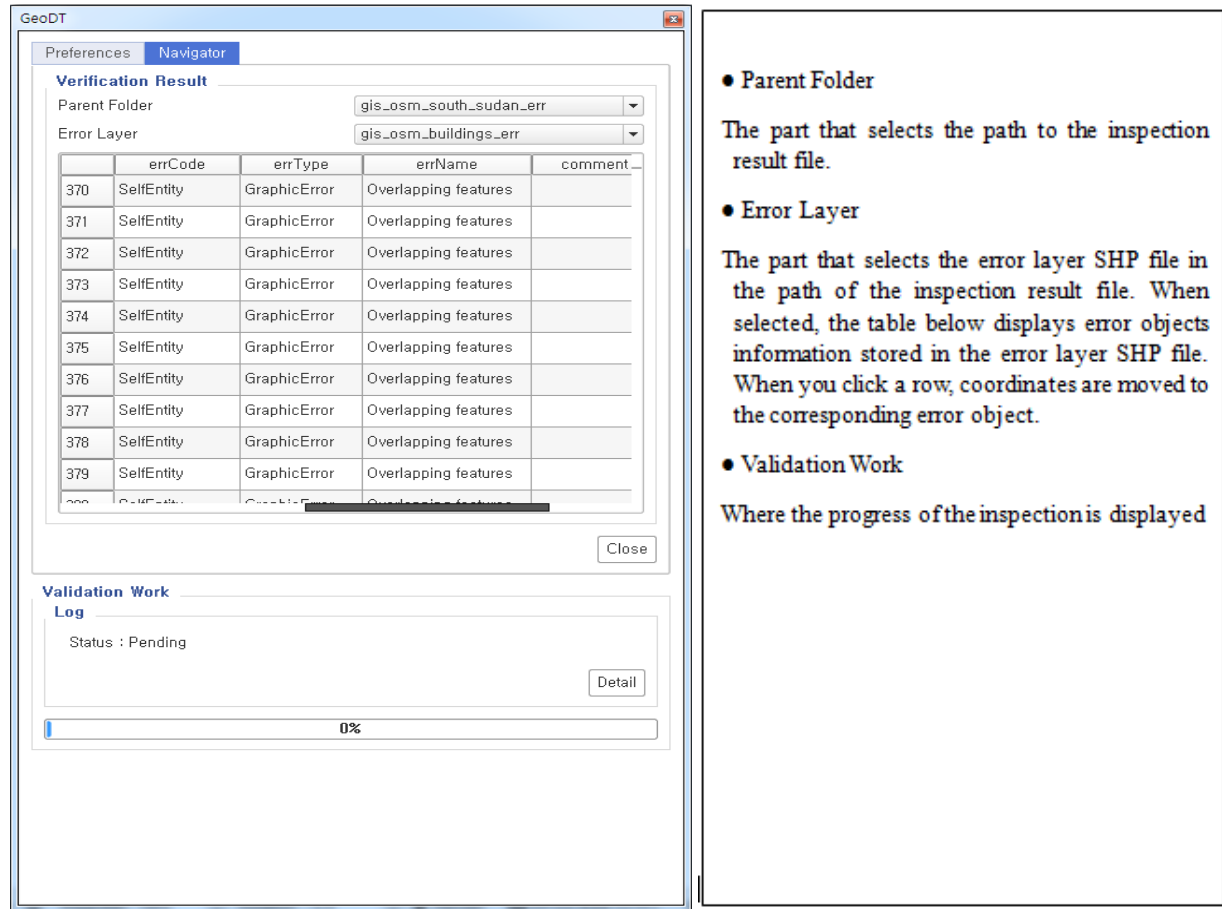 GeoDT
Preferences Navigator
Verification Result
Parent Folder gis_osm_south_sudan_err
Error Layer gis_osm_buildings_err
errCode errType errName comment
370 SelfEntity GraphicError Overlapping features
371 SelfEntity GraphicError Overlapping features
372 SelfEntity GraphicError Overlapping features
373 SelfEntity GraphicError Overlapping features
374 SelfEntity GraphicError Overlapping features
375 SelfEntity GraphicError Overlapping features
376 SelfEntity GraphicError Overlapping features
377 SelfEntity GraphicError Overlapping features
378 SelfEntity GraphicError Overlapping features
379 SelfEntity GraphicError Overlapping features
Close
Validation Work
Log
Status : Pending
Detail
0%
● Parent Folder
The part that selects the path to the inspection
result file.
● Error Layer
The part that selects the error layer SHP file in
the path of the inspection result file. When
selected, the table below displays error objects
information stored in the error layer SHP file.
When you click a row, coordinates are moved to
the corresponding error object.
● Validation Work
Where the progress of the inspection is displayed